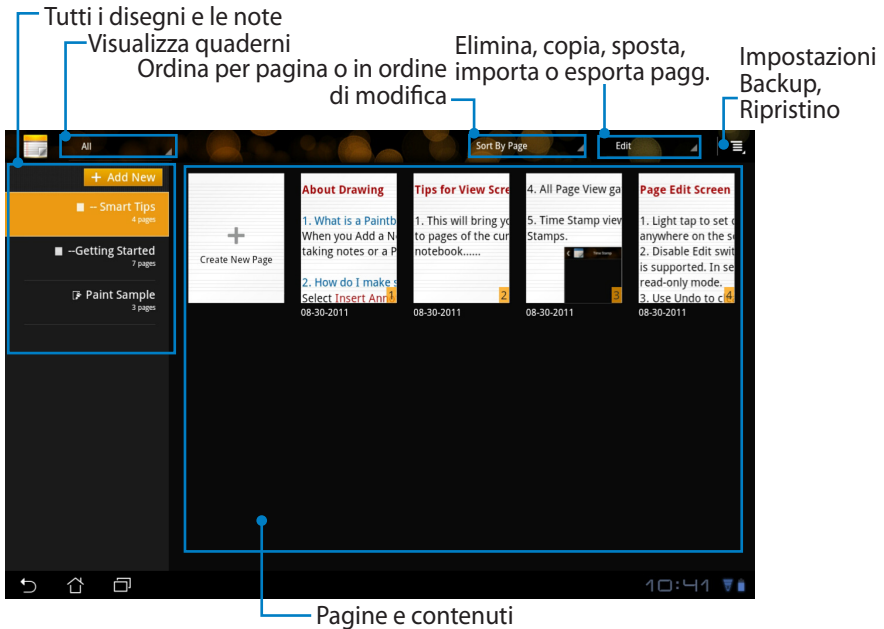 Tutti i disegni e le note
Visualizza quaderni
Ordina per pagina o in ordine
di modifica
Elimina, copia, sposta,
importa o esporta pagg.
Impostazioni
Backup,
Ripristino
All
Sort By Page
Edit
+ Add New
-- Smart Tips
4 pages
--Getting Started
7 pages
Paint Sample
3 pages
Create New Page
About Drawing
1. What is a Paintb
When you Add a N
taking notes or a P
2. How do I make s
Select Insert Ann
1
08-30-2011
Tips for View Scre
1. This will bring yo
to pages of the cur
notebook......
2
08-30-2011
4. All Page View ga
5. Time Stamp view
Stamps.
3
08-30-2011
Page Edit Screen
1. Light tap to set c
anywhere on the s
2. Disable Edit swit
is supported. In se
read-only mode.
3. Use Undo to c
4
08-30-2011
10:41
Pagine e contenuti